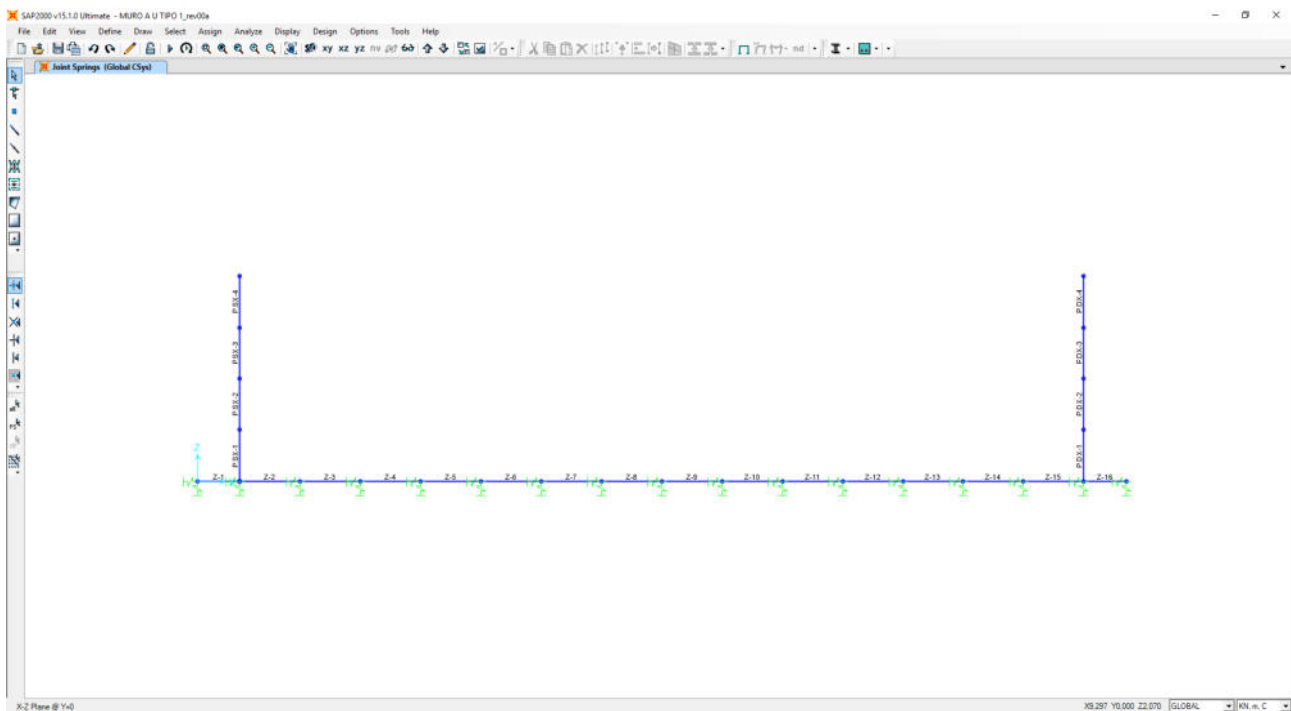 SAP2000 v15.1.0 Ultimate - MURO A U TIPO 1_rev00a
File Edit View Define Draw Select Assign Analyze Display Design Options Tools Help
xy xz yz nv nd
Joint Springs (Global CSys)
PSX-4 PDX-4
PSX-3 PDX-3
PSX-2 PDX-2
PSX-1 PDX-1
Z
Z-1 Z-2 Z-3 Z-4 Z-5 Z-6 Z-7 Z-8 Z-9 Z-10 Z-11 Z-12 Z-13 Z-14 Z-15 Z-16
X-Z Plane @ Y=0 X9,297 Y0,000 Z2,070 GLOBAL KN, m, C